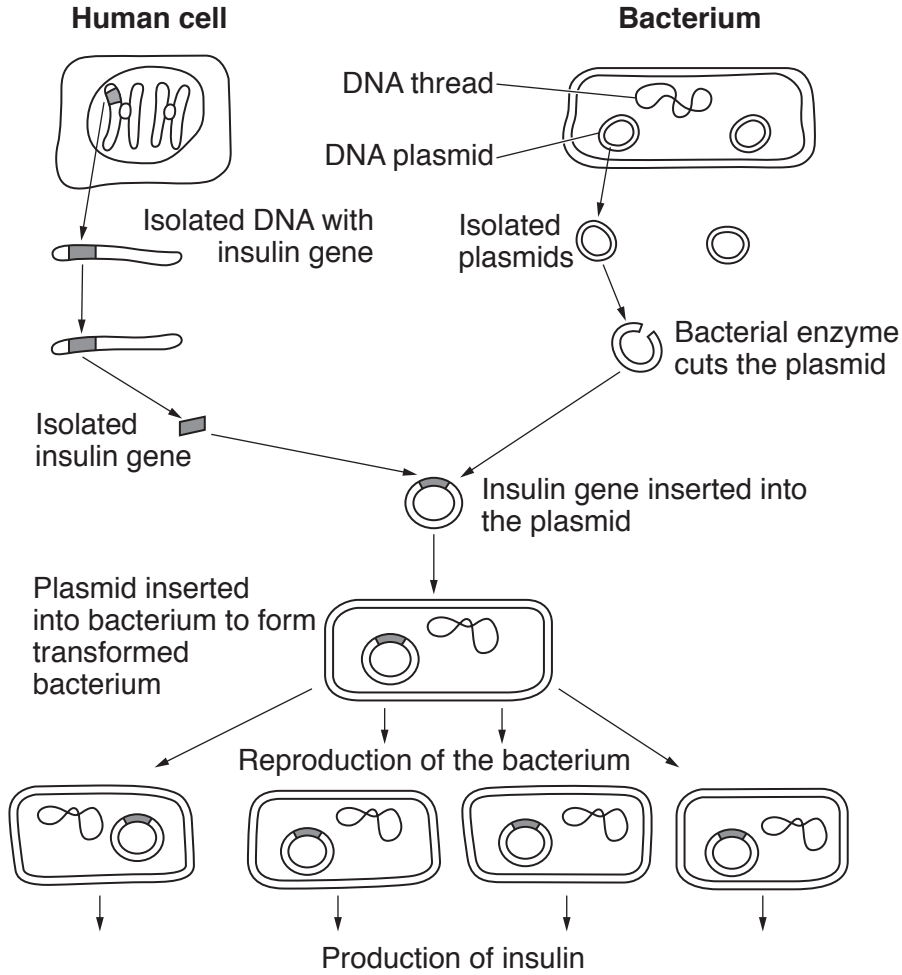 Human cell
Bacterium
DNA thread
DNA plasmid
Isolated DNA with
insulin gene
Isolated
plasmids
Bacterial enzyme
cuts the plasmid
Isolated
insulin gene
Insulin gene inserted into
the plasmid
Plasmid inserted
into bacterium to form
transformed
bacterium
Reproduction of the bacterium
Production of insulin